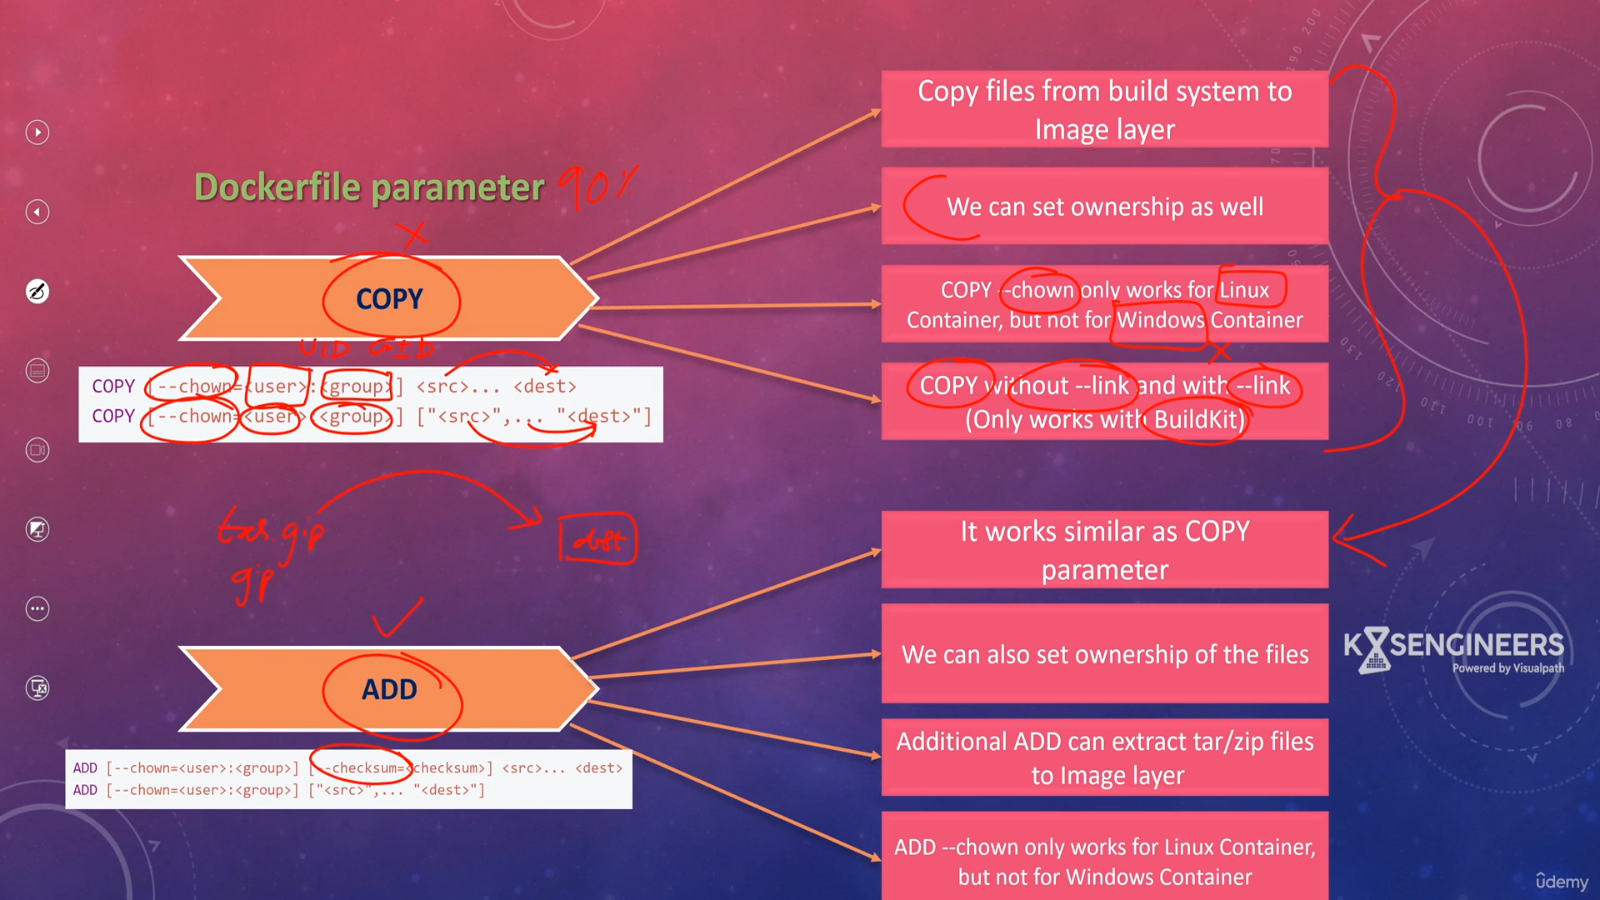 Dockerfile parameter 90%
COPY
UID GID
COPY [--chown=<user>:<group>] <src>... <dest>
COPY [--chown=<user>:<group>] ["<src>",... "<dest>"]
Copy files from build system to
Image layer
We can set ownership as well
COPY --chown only works for Linux
Container, but not for Windows Container
COPY without --link and with --link
(Only works with BuildKit)
tar.gip
gip
dest
ADD
ADD [--chown=<user>:<group>] [--checksum=<checksum>] <src>... <dest>
ADD [--chown=<user>:<group>] ["<src>",... "<dest>"]
It works similar as COPY
parameter
We can also set ownership of the files
Additional ADD can extract tar/zip files
to Image layer
ADD --chown only works for Linux Container,
but not for Windows Container
K8SENGINEERS
Powered by Visualpath
udemy